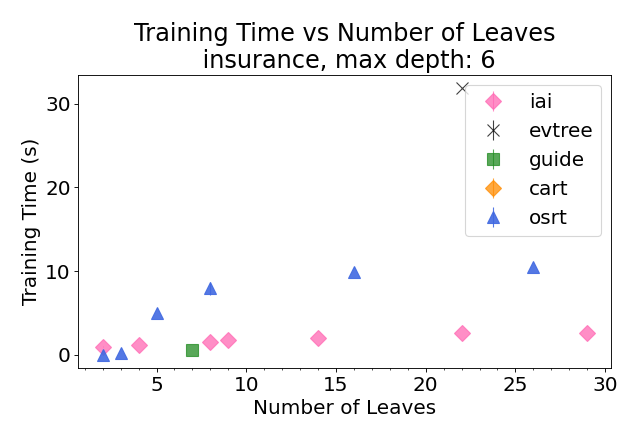 Training Time vs Number of Leaves
insurance, max depth: 6
Training Time (s)
30
20
10
0
iai
evtree
guide
cart
osrt
5
10
15
20
25
30
Number of Leaves